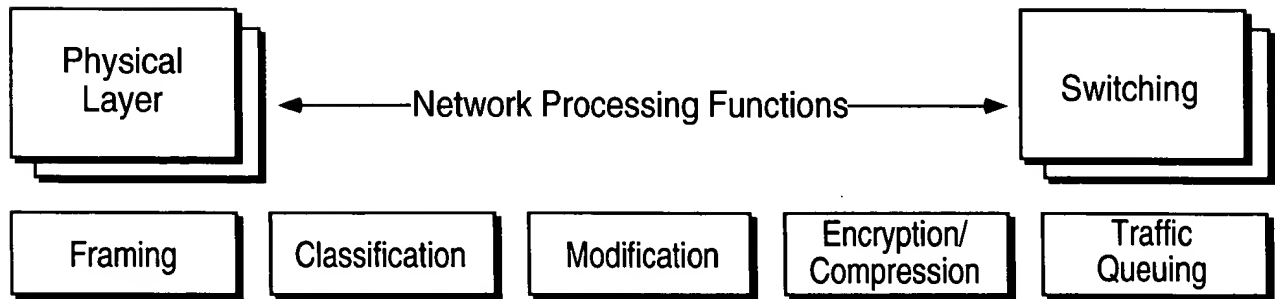 Physical
Layer
Network Processing Functions
Switching
Framing
Classification
Modification
Encryption/
Compression
Traffic
Queuing